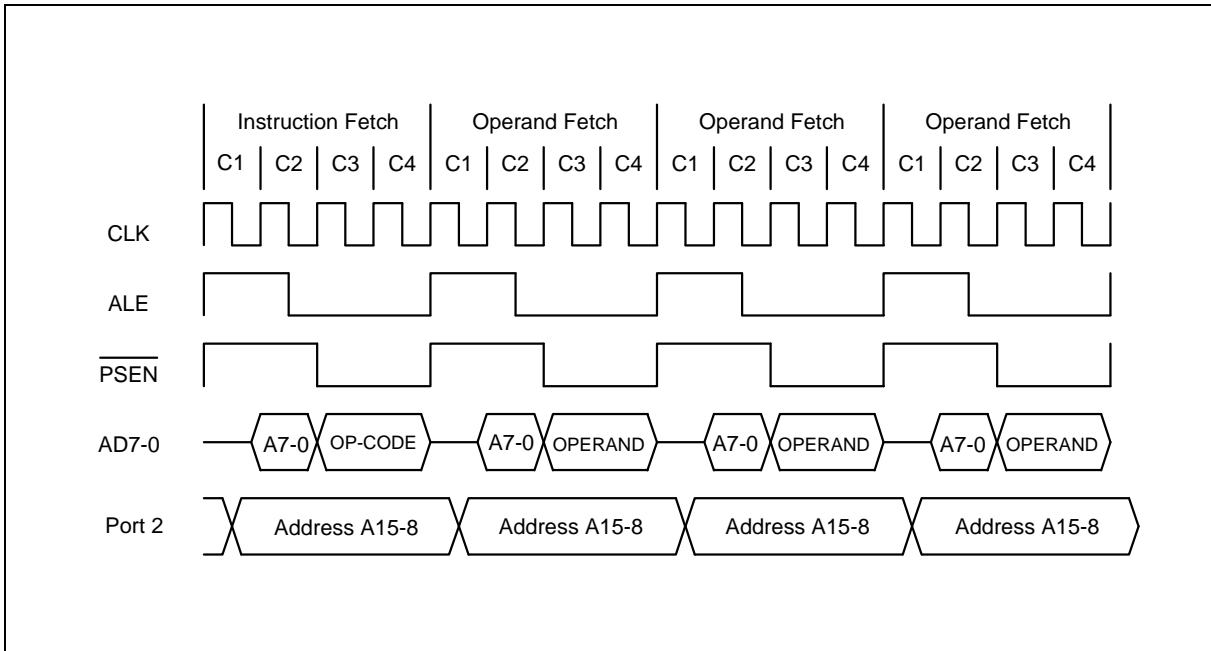 Instruction Fetch Operand Fetch Operand Fetch Operand Fetch
C1 C2 C3 C4 C1 C2 C3 C4 C1 C2 C3 C4 C1 C2 C3 C4
CLK
ALE
PSEN
AD7-0 A7-0 OP-CODE A7-0 OPERAND A7-0 OPERAND A7-0 OPERAND
Port 2 Address A15-8 Address A15-8 Address A15-8 Address A15-8